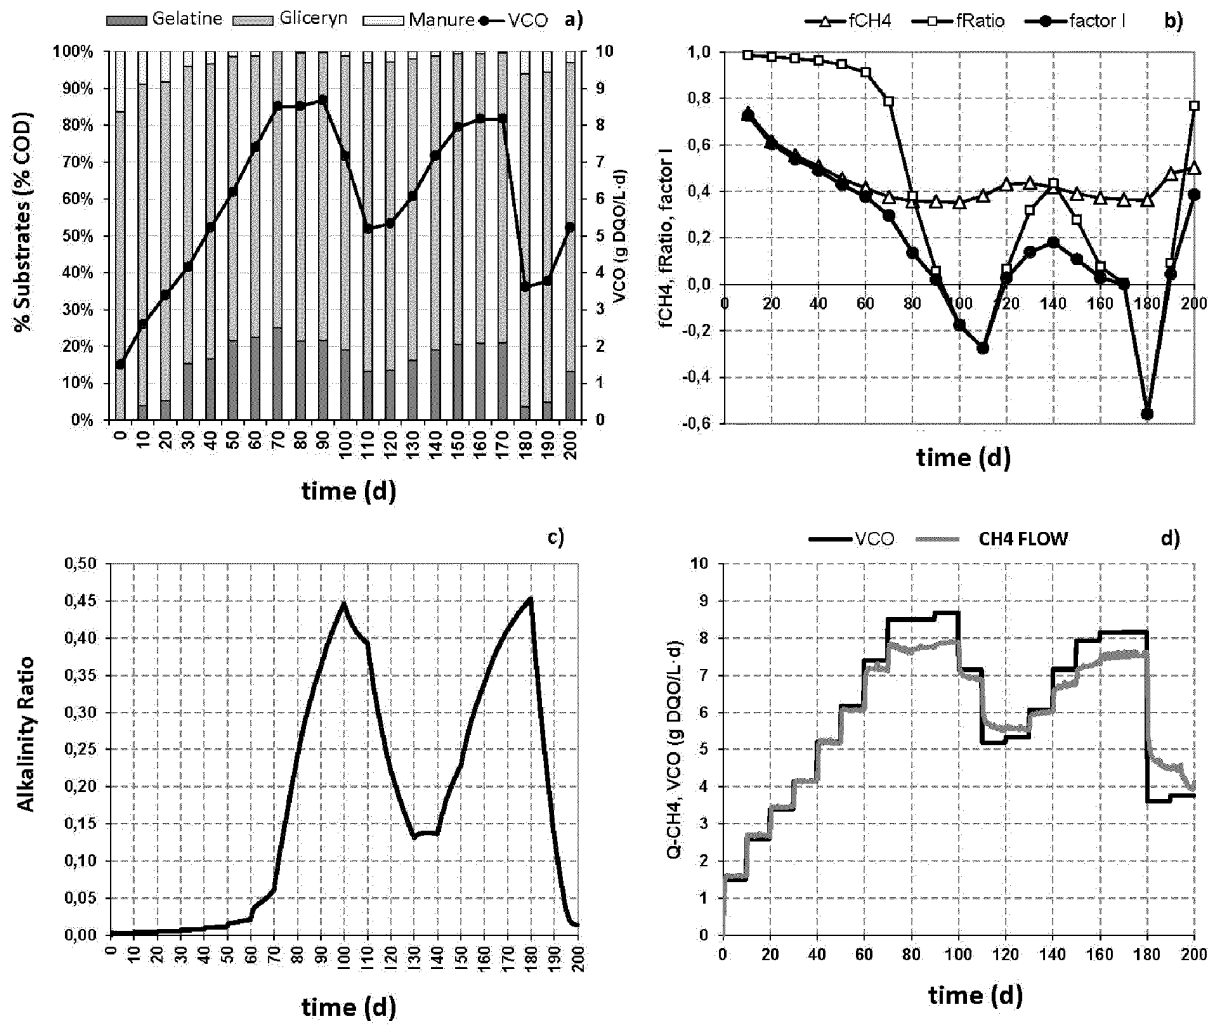 Gelatine Gliceryn Manure VCO a)
100% 90% 80% 70% 60% 50% 40% 30% 20% 10% 0%
% Substrates (% COD)
10 9 8 7 6 5 4 3 2 1 0
VCO (g DQO/L·d)
0 10 20 30 40 50 60 70 80 90 100 110 120 130 140 150 160 170 180 190 200
time (d)
fCH4 fRatio factor I b)
1,0 0,8 0,6 0,4 0,2 0,0 -0,2 -0,4 -0,6
fCH4, fRatio, factor I
0 20 40 60 80 100 120 140 160 180 200
time (d)
c)
0,50 0,45 0,40 0,35 0,30 0,25 0,20 0,15 0,10 0,05 0,00
Alkalinity Ratio
0 10 20 30 40 50 60 70 80 90 100 110 120 130 140 150 160 170 180 190 200
time (d)
VCO CH4 FLOW d)
10 9 8 7 6 5 4 3 2 1 0
Q-CH4, VCO (g DQO/L·d)
0 20 40 60 80 100 120 140 160 180 200
time (d)